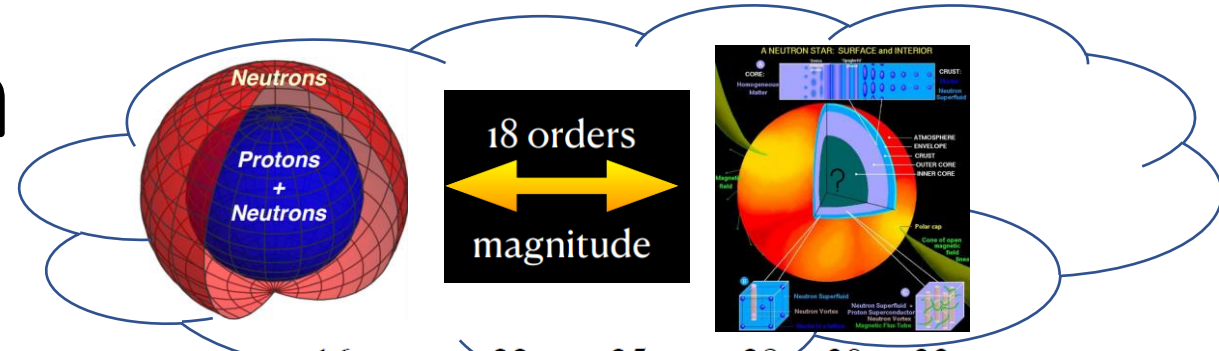 Neutrons
Protons
+
Neutrons
18 orders
magnitude
A NEUTRON STAR: SURFACE and INTERIOR
CORE:
Homogeneous
Matter
CRUST:
Neutron
Superfluid
ATMOSPHERE
ENVELOPE
CRUST
OUTER CORE
INNER CORE
?
Magnetic
field
Polar cap
Cone of open
magnetic
field
lines
B
Neutron Superfluid
Neutron Vortex
C
Neutron Superfluid +
Proton Superconductor
Neutron Vortex
Magnetic Flux Tube